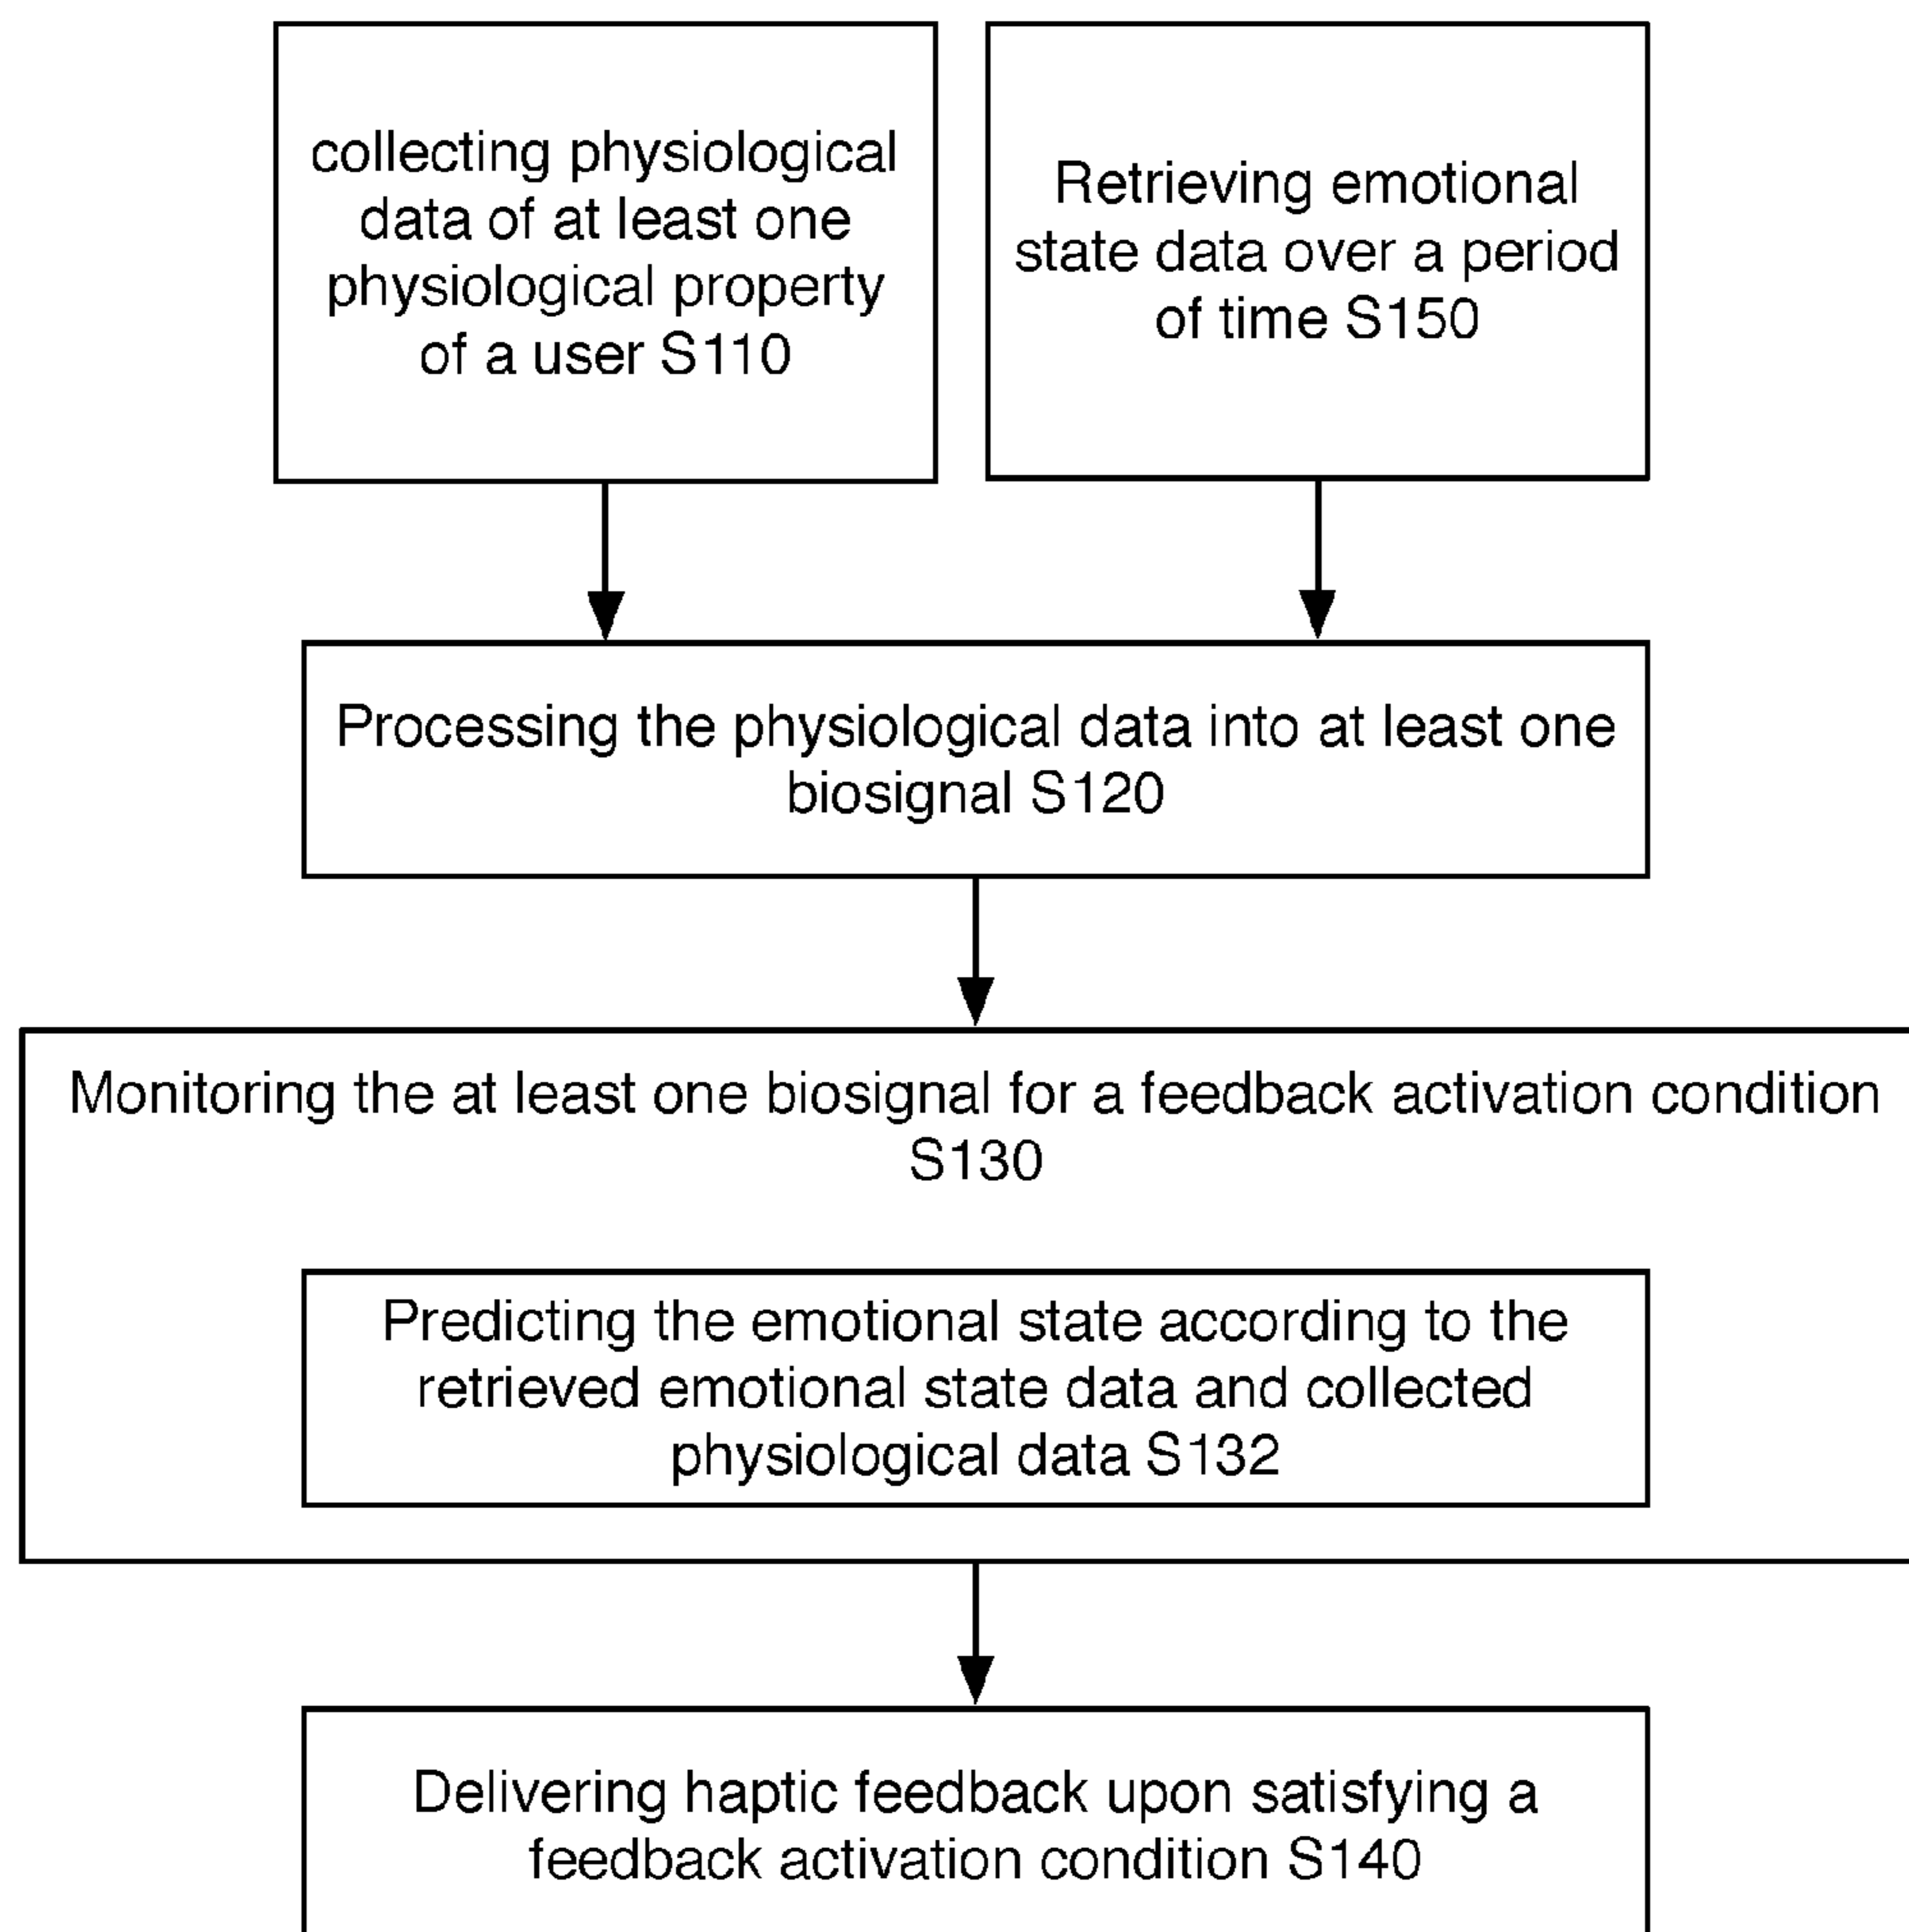 collecting physiological
data of at least one
physiological property
of a user S110
Retrieving emotional
state data over a period
of time S150
Processing the physiological data into at least one
biosignal S120
Monitoring the at least one biosignal for a feedback activation condition
S130
Predicting the emotional state according to the
retrieved emotional state data and collected
physiological data S132
Delivering haptic feedback upon satisfying a
feedback activation condition S140